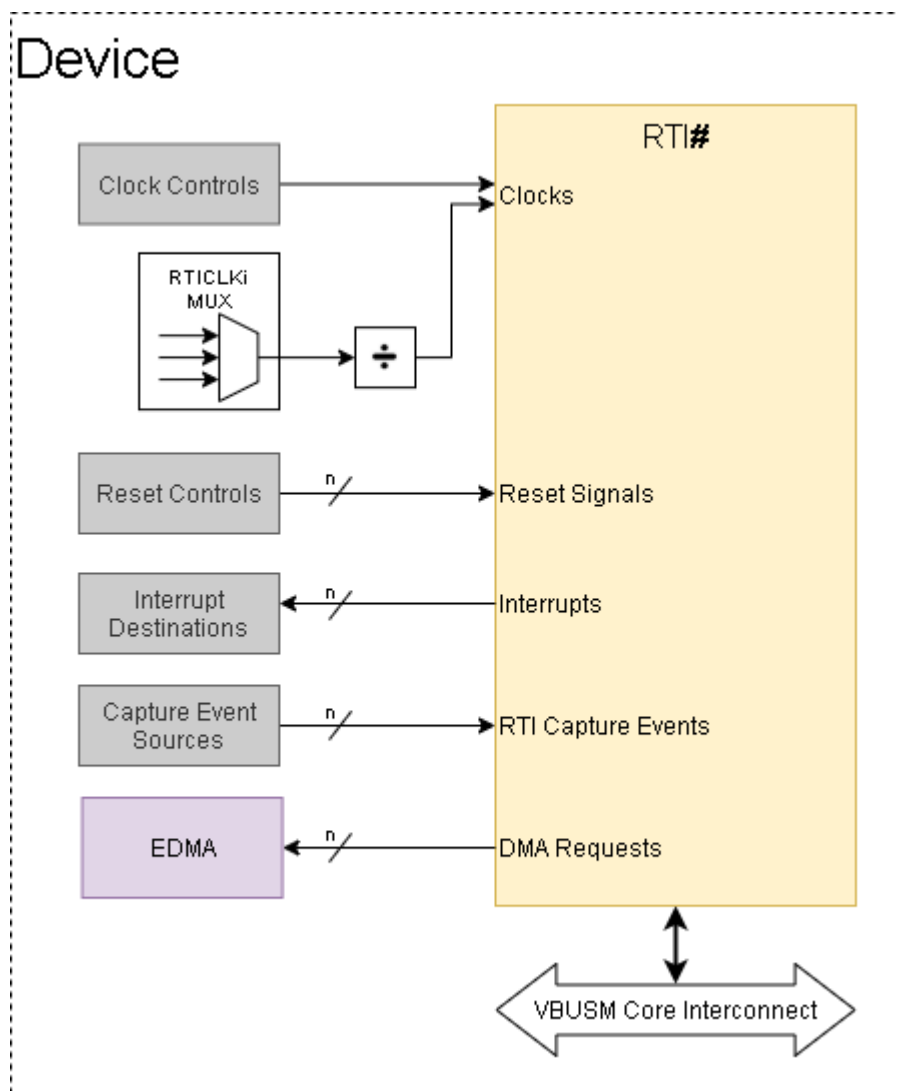 Device
RTI#
Clock Controls
Clocks
RTICLKi
MUX
÷
Reset Controls
n
Reset Signals
Interrupt
Destinations
n
Interrupts
Capture Event
Sources
n
RTI Capture Events
EDMA
n
DMA Requests
VBUSM Core Interconnect